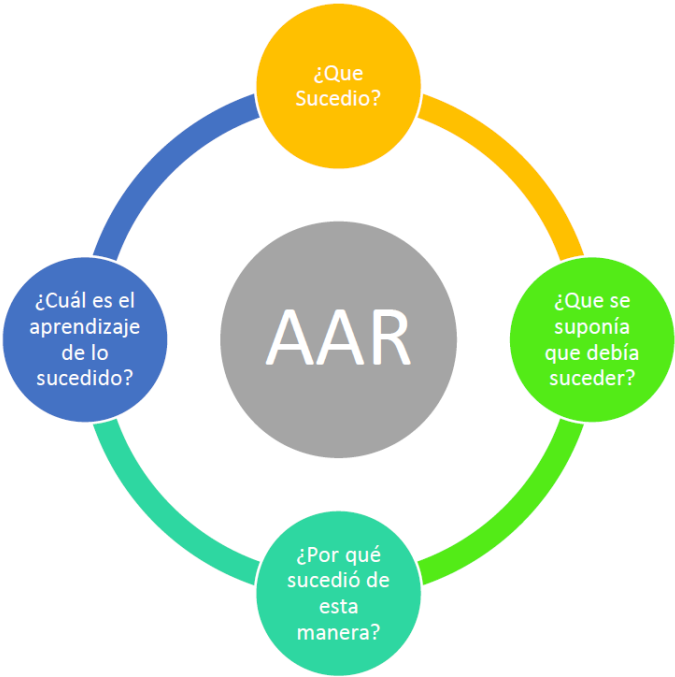 ¿Que
Sucedio?
¿Cuál es el
aprendizaje
de lo
sucedido?
AAR
¿Que se
suponía
que debía
suceder?
¿Por qué
sucedió de
esta
manera?